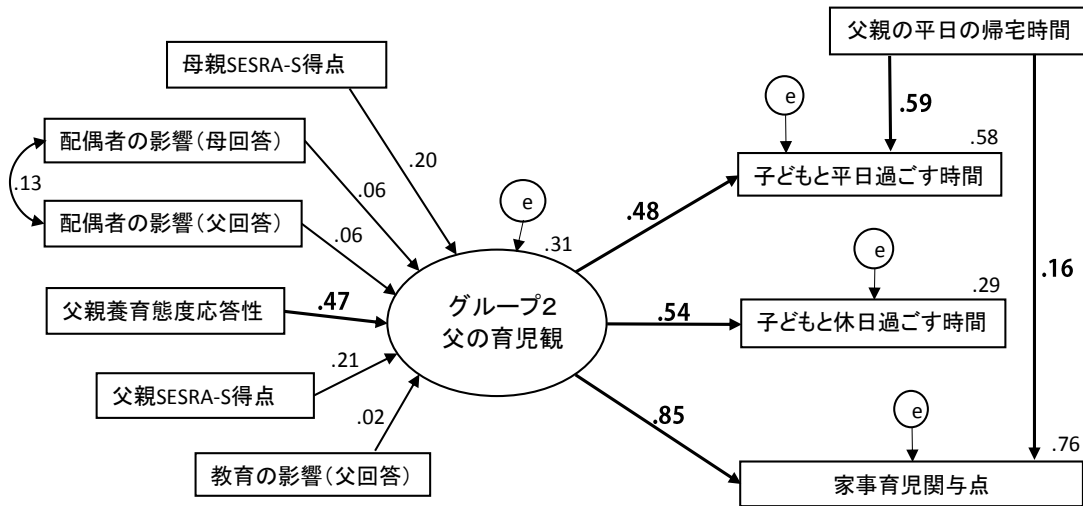 父親の平日の帰宅時間
母親SESRA-S得点
e
.59
.58
配偶者の影響(母回答)
.20
子どもと平日過ごす時間
.13
.06
e
.48
配偶者の影響(父回答)
.06
.31
e
.16
父親養育態度応答性
.47
グループ2
父の育児観
.54
.29
子どもと休日過ごす時間
.21
父親SESRA-S得点
.02
.85
e
.76
教育の影響(父回答)
家事育児関与点